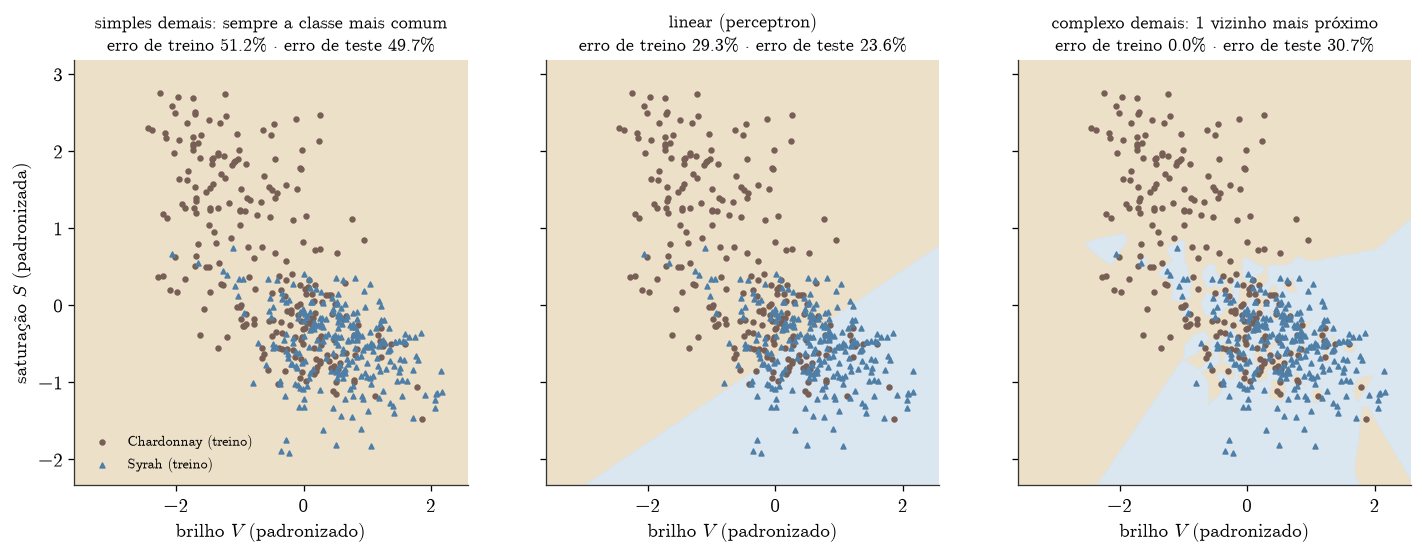 simples demais: sempre a classe mais comum
erro de treino 51.2% · erro de teste 49.7%
linear (perceptron)
erro de treino 29.3% · erro de teste 23.6%
complexo demais: 1 vizinho mais próximo
erro de treino 0.0% · erro de teste 30.7%
3
2
1
0
−1
−2
saturação S (padronizada)
Chardonnay (treino)
Syrah (treino)
−2 0 2
−2 0 2
−2 0 2
brilho V (padronizado)
brilho V (padronizado)
brilho V (padronizado)